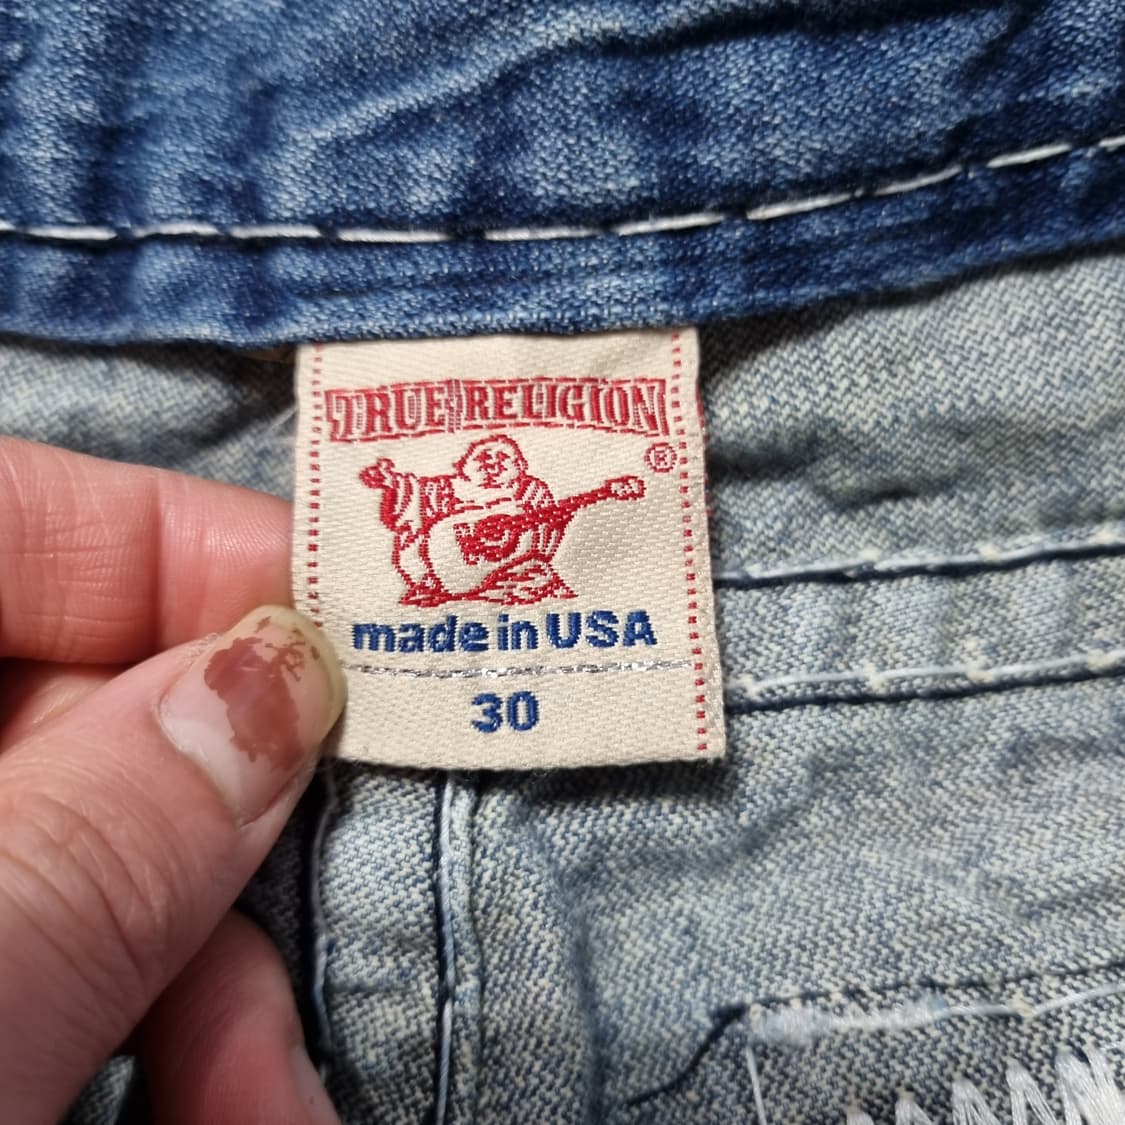 TRUE RELIGION
®
made in USA
30